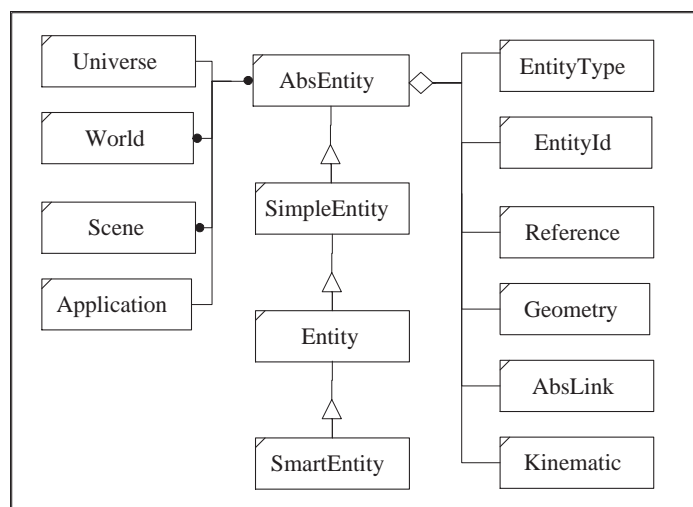 Universe
World
Scene
Application
AbsEntity
SimpleEntity
Entity
SmartEntity
EntityType
EntityId
Reference
Geometry
AbsLink
Kinematic